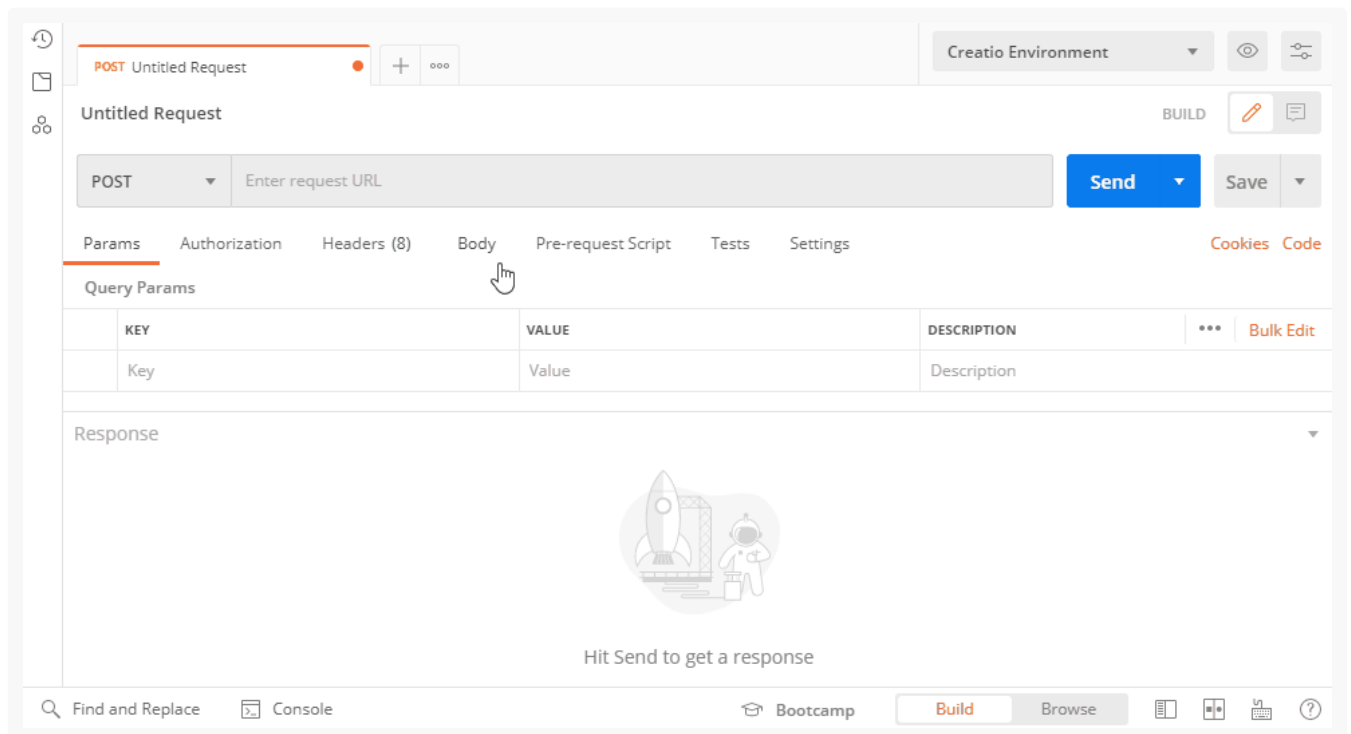 POST Untitled Request
Creatio Environment
Untitled Request
BUILD
POST Enter request URL Send Save
Params Authorization Headers (8) Body Pre-request Script Tests Settings Cookies Code
Query Params
KEY VALUE DESCRIPTION Bulk Edit
Key Value Description
Response
Hit Send to get a response
Find and Replace Console Bootcamp Build Browse